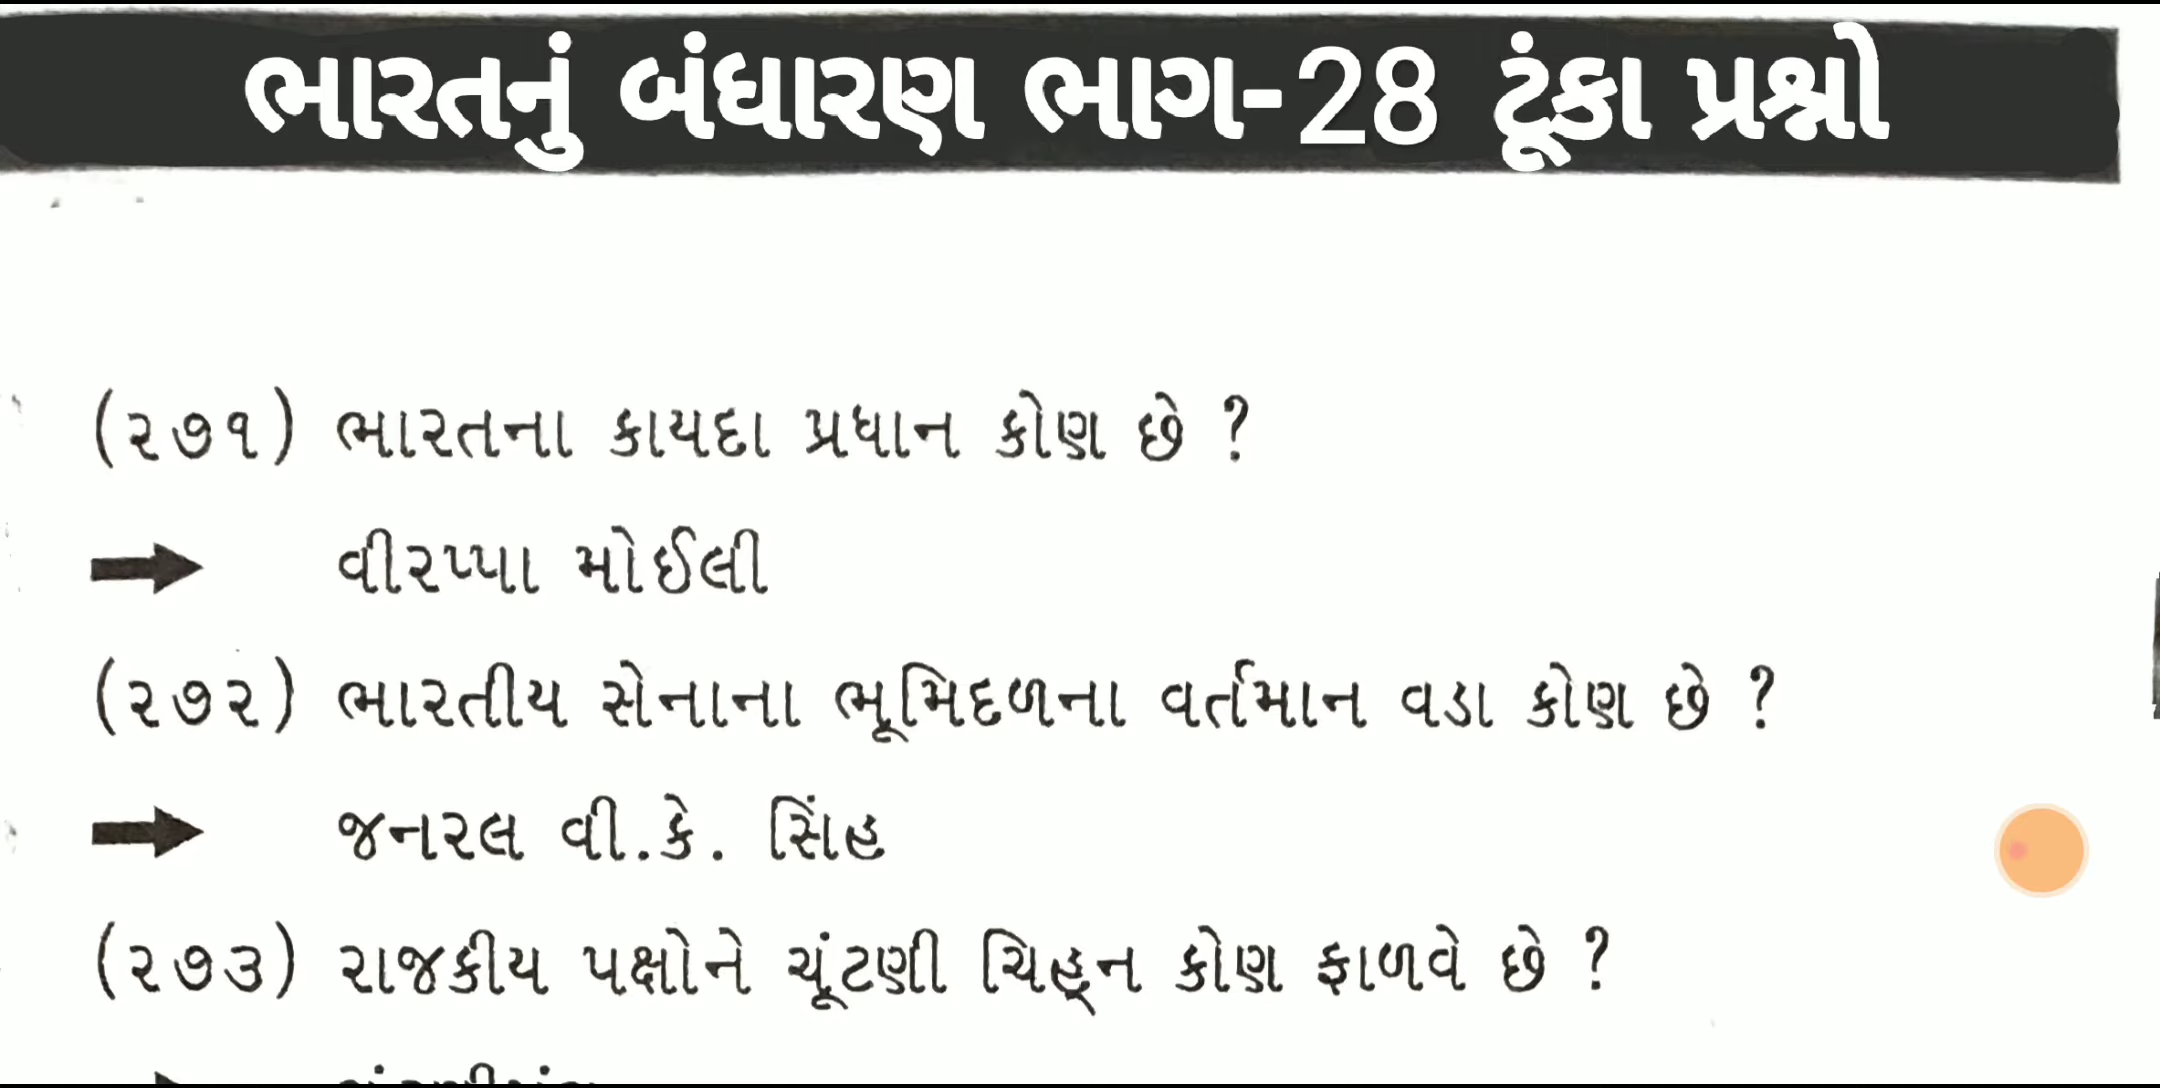 ભારતનું બંધારણ ભાગ-28 ટૂંકા પ્રશ્નો
(૨૭૧) ભારતના કાયદા પ્રધાન કોણ છે ?
વીરપ્પા મોઈલી
(૨૭૨) ભારતીય સેનાના ભૂમિદળના વર્તમાન વડા કોણ છે ?
જનરલ વી.કે. સિંહ
(૨૭૩) રાજકીય પક્ષોને ચૂંટણી ચિહ્ન કોણ ફાળવે છે ?